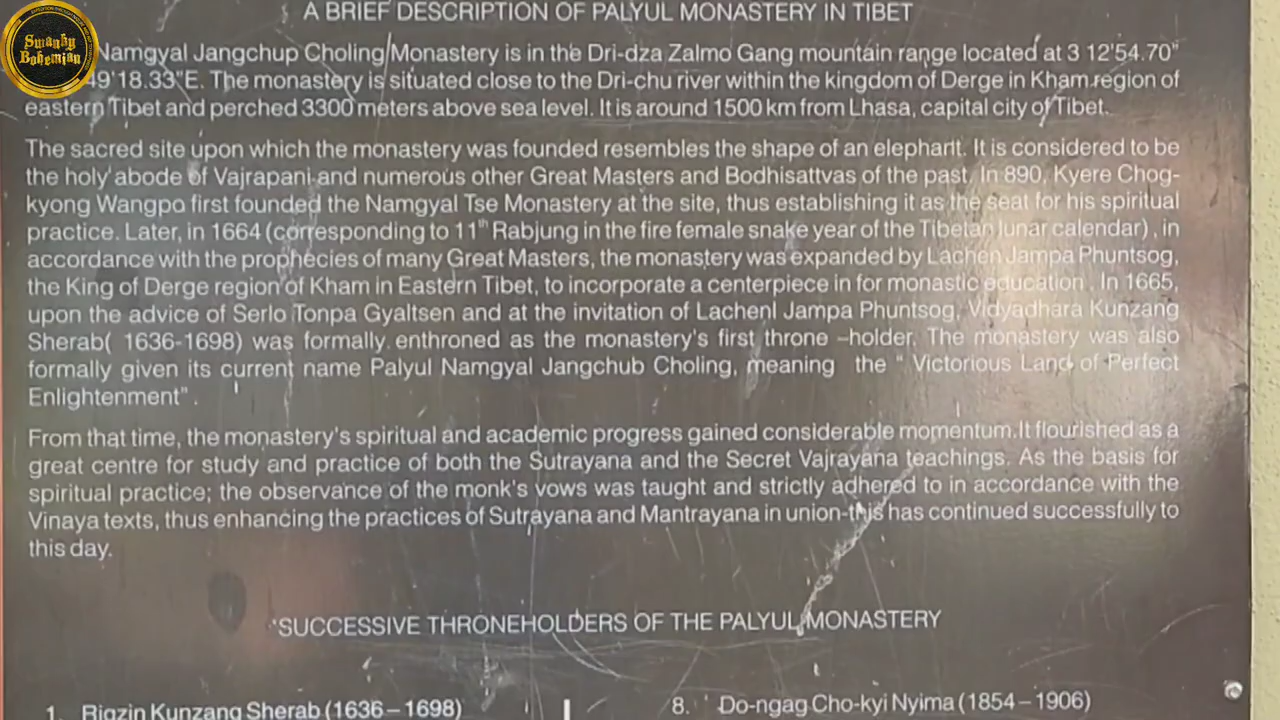 A BRIEF DESCRIPTION OF PALYUL MONASTERY IN TIBET
Swanky
Bohemian
Namgyal Jangchup Choling Monastery is in the Dri-dza Zalmo Gang mountain range located at 3 12'54.70"
49'18.33"E. The monastery is situated close to the Dri-chu river within the kingdom of Derge in Kham region of
eastern Tibet and perched 3300 meters above sea level. It is around 1500 km from Lhasa, capital city of Tibet.
The sacred site upon which the monastery was founded resembles the shape of an elephant. It is considered to be
the holy abode of Vajrapani and numerous other Great Masters and Bodhisattvas of the past. In 890, Kyere Chog-
kyong Wangpo first founded the Namgyal Tse Monastery at the site, thus establishing it as the seat for his spiritual
practice. Later, in 1664 (corresponding to 11th Rabjung in the fire female snake year of the Tibetan lunar calendar) , in
accordance with the prophecies of many Great Masters, the monastery was expanded by Lachen Jampa Phuntsog,
the King of Derge region of Kham in Eastern Tibet, to incorporate a centerpiece in for monastic education . In 1665,
upon the advice of Serlo Tonpa Gyaltsen and at the invitation of Lachenl Jampa Phuntsog, Vidyadhara Kunzang
Sherab( 1636-1698) was formally enthroned as the monastery's first throne –holder. The monastery was also
formally given its current name Palyul Namgyal Jangchub Choling, meaning the “ Victorious Land of Perfect
Enlightenment” .
From that time, the monastery's spiritual and academic progress gained considerable momentum.It flourished as a
great centre for study and practice of both the Sutrayana and the Secret Vajrayana teachings. As the basis for
spiritual practice; the observance of the monk's vows was taught and strictly adhered to in accordance with the
Vinaya texts, thus enhancing the practices of Sutrayana and Mantrayana in union-this has continued successfully to
this day.
SUCCESSIVE THRONEHOLDERS OF THE PALYUL MONASTERY
1. Rigzin Kunzang Sherab (1636 – 1698)
8. Do-ngag Cho-kyi Nyima (1854 – 1906)